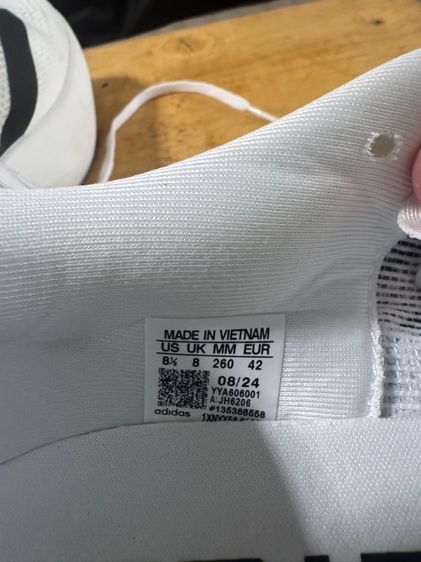 MADE IN VIETNAM
US UK MM EUR
8½ 8 260 42
08/24
YYA606001
A: JH6206
adidas #135388558